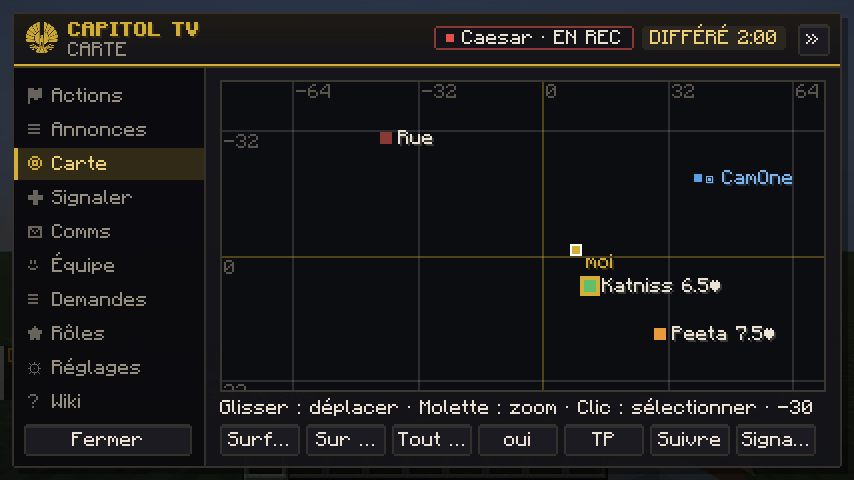 CAPITOL TV
CARTE
Caesar · EN REC
DIFFÉRÉ 2:00
»
Actions
Annonces
Carte
Signaler
Comms
Équipe
Demandes
Rôles
Réglages
? Wiki
Fermer
-64 -32 0 32 64
-32
Rue
CamOne
moi
0
Katniss 6.5♥
Peeta 7.5♥
32
Glisser : déplacer · Molette : zoom · Clic : sélectionner · -30
Surf... Sur ... Tout ... oui TP Suivre Signa...